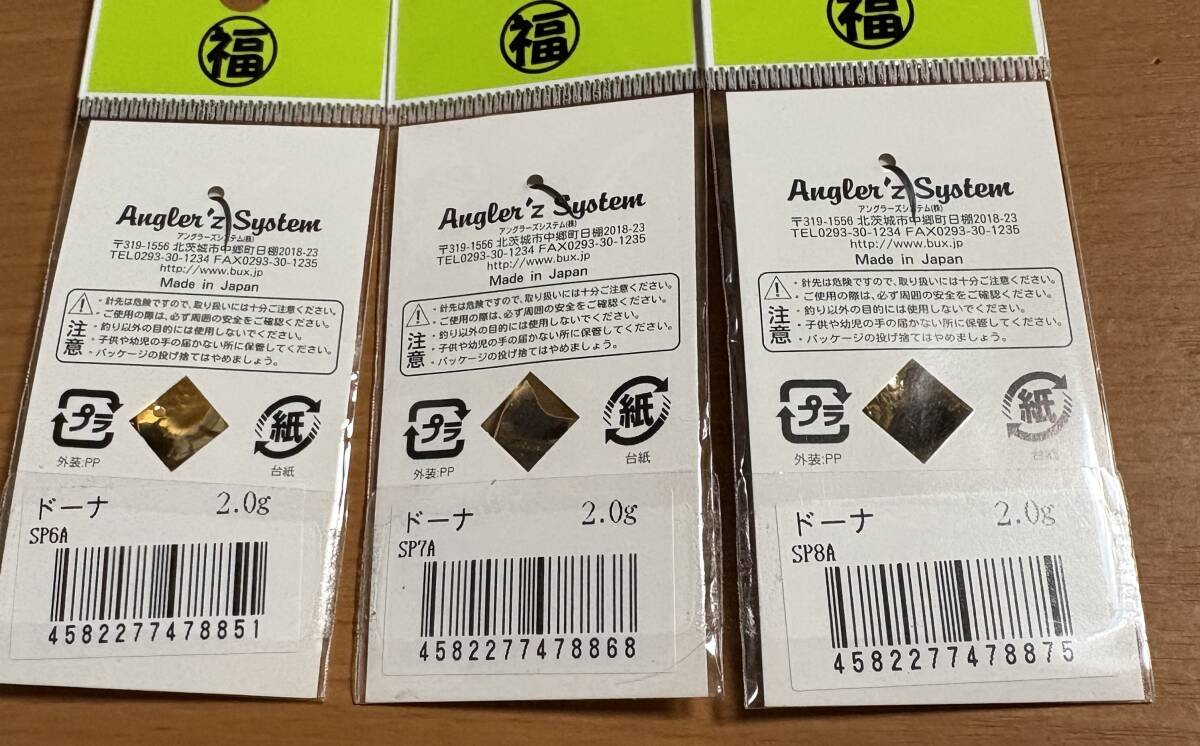 福
Angler'z System
アングラーズシステム(株)
〒319-1556 北茨城市中郷町日棚2018-23
TEL0293-30-1234 FAX0293-30-1235
http://www.bux.jp
Made in Japan
注意
・針先は危険ですので、取り扱いには十分ご注意ください。
・ご使用の際は、必ず周囲の安全をご確認ください。
・釣り以外の目的には使用しないでください。
・子供や幼児の手の届かない所に保管してください。
・パッケージの投げ捨てはやめましょう。
プラ
外装:PP
紙
台紙
ドーナ 2.0g
SP6A
4582277478851
福
Angler'z System
アングラーズシステム(株)
〒319-1556 北茨城市中郷町日棚2018-23
TEL0293-30-1234 FAX0293-30-1235
http://www.bux.jp
Made in Japan
注意
・針先は危険ですので、取り扱いには十分ご注意ください。
・ご使用の際は、必ず周囲の安全をご確認ください。
・釣り以外の目的には使用しないでください。
・子供や幼児の手の届かない所に保管してください。
・パッケージの投げ捨てはやめましょう。
プラ
外装:PP
紙
台紙
ドーナ 2.0g
SP7A
4582277478868
福
Angler'z System
アングラーズシステム(株)
〒319-1556 北茨城市中郷町日棚2018-23
TEL0293-30-1234 FAX0293-30-1235
http://www.bux.jp
Made in Japan
注意
・針先は危険ですので、取り扱いには十分ご注意ください。
・ご使用の際は、必ず周囲の安全をご確認ください。
・釣り以外の目的には使用しないでください。
・子供や幼児の手の届かない所に保管してください。
・パッケージの投げ捨てはやめましょう。
プラ
外装:PP
紙
台紙
ドーナ 2.0g
SP8A
4582277478875